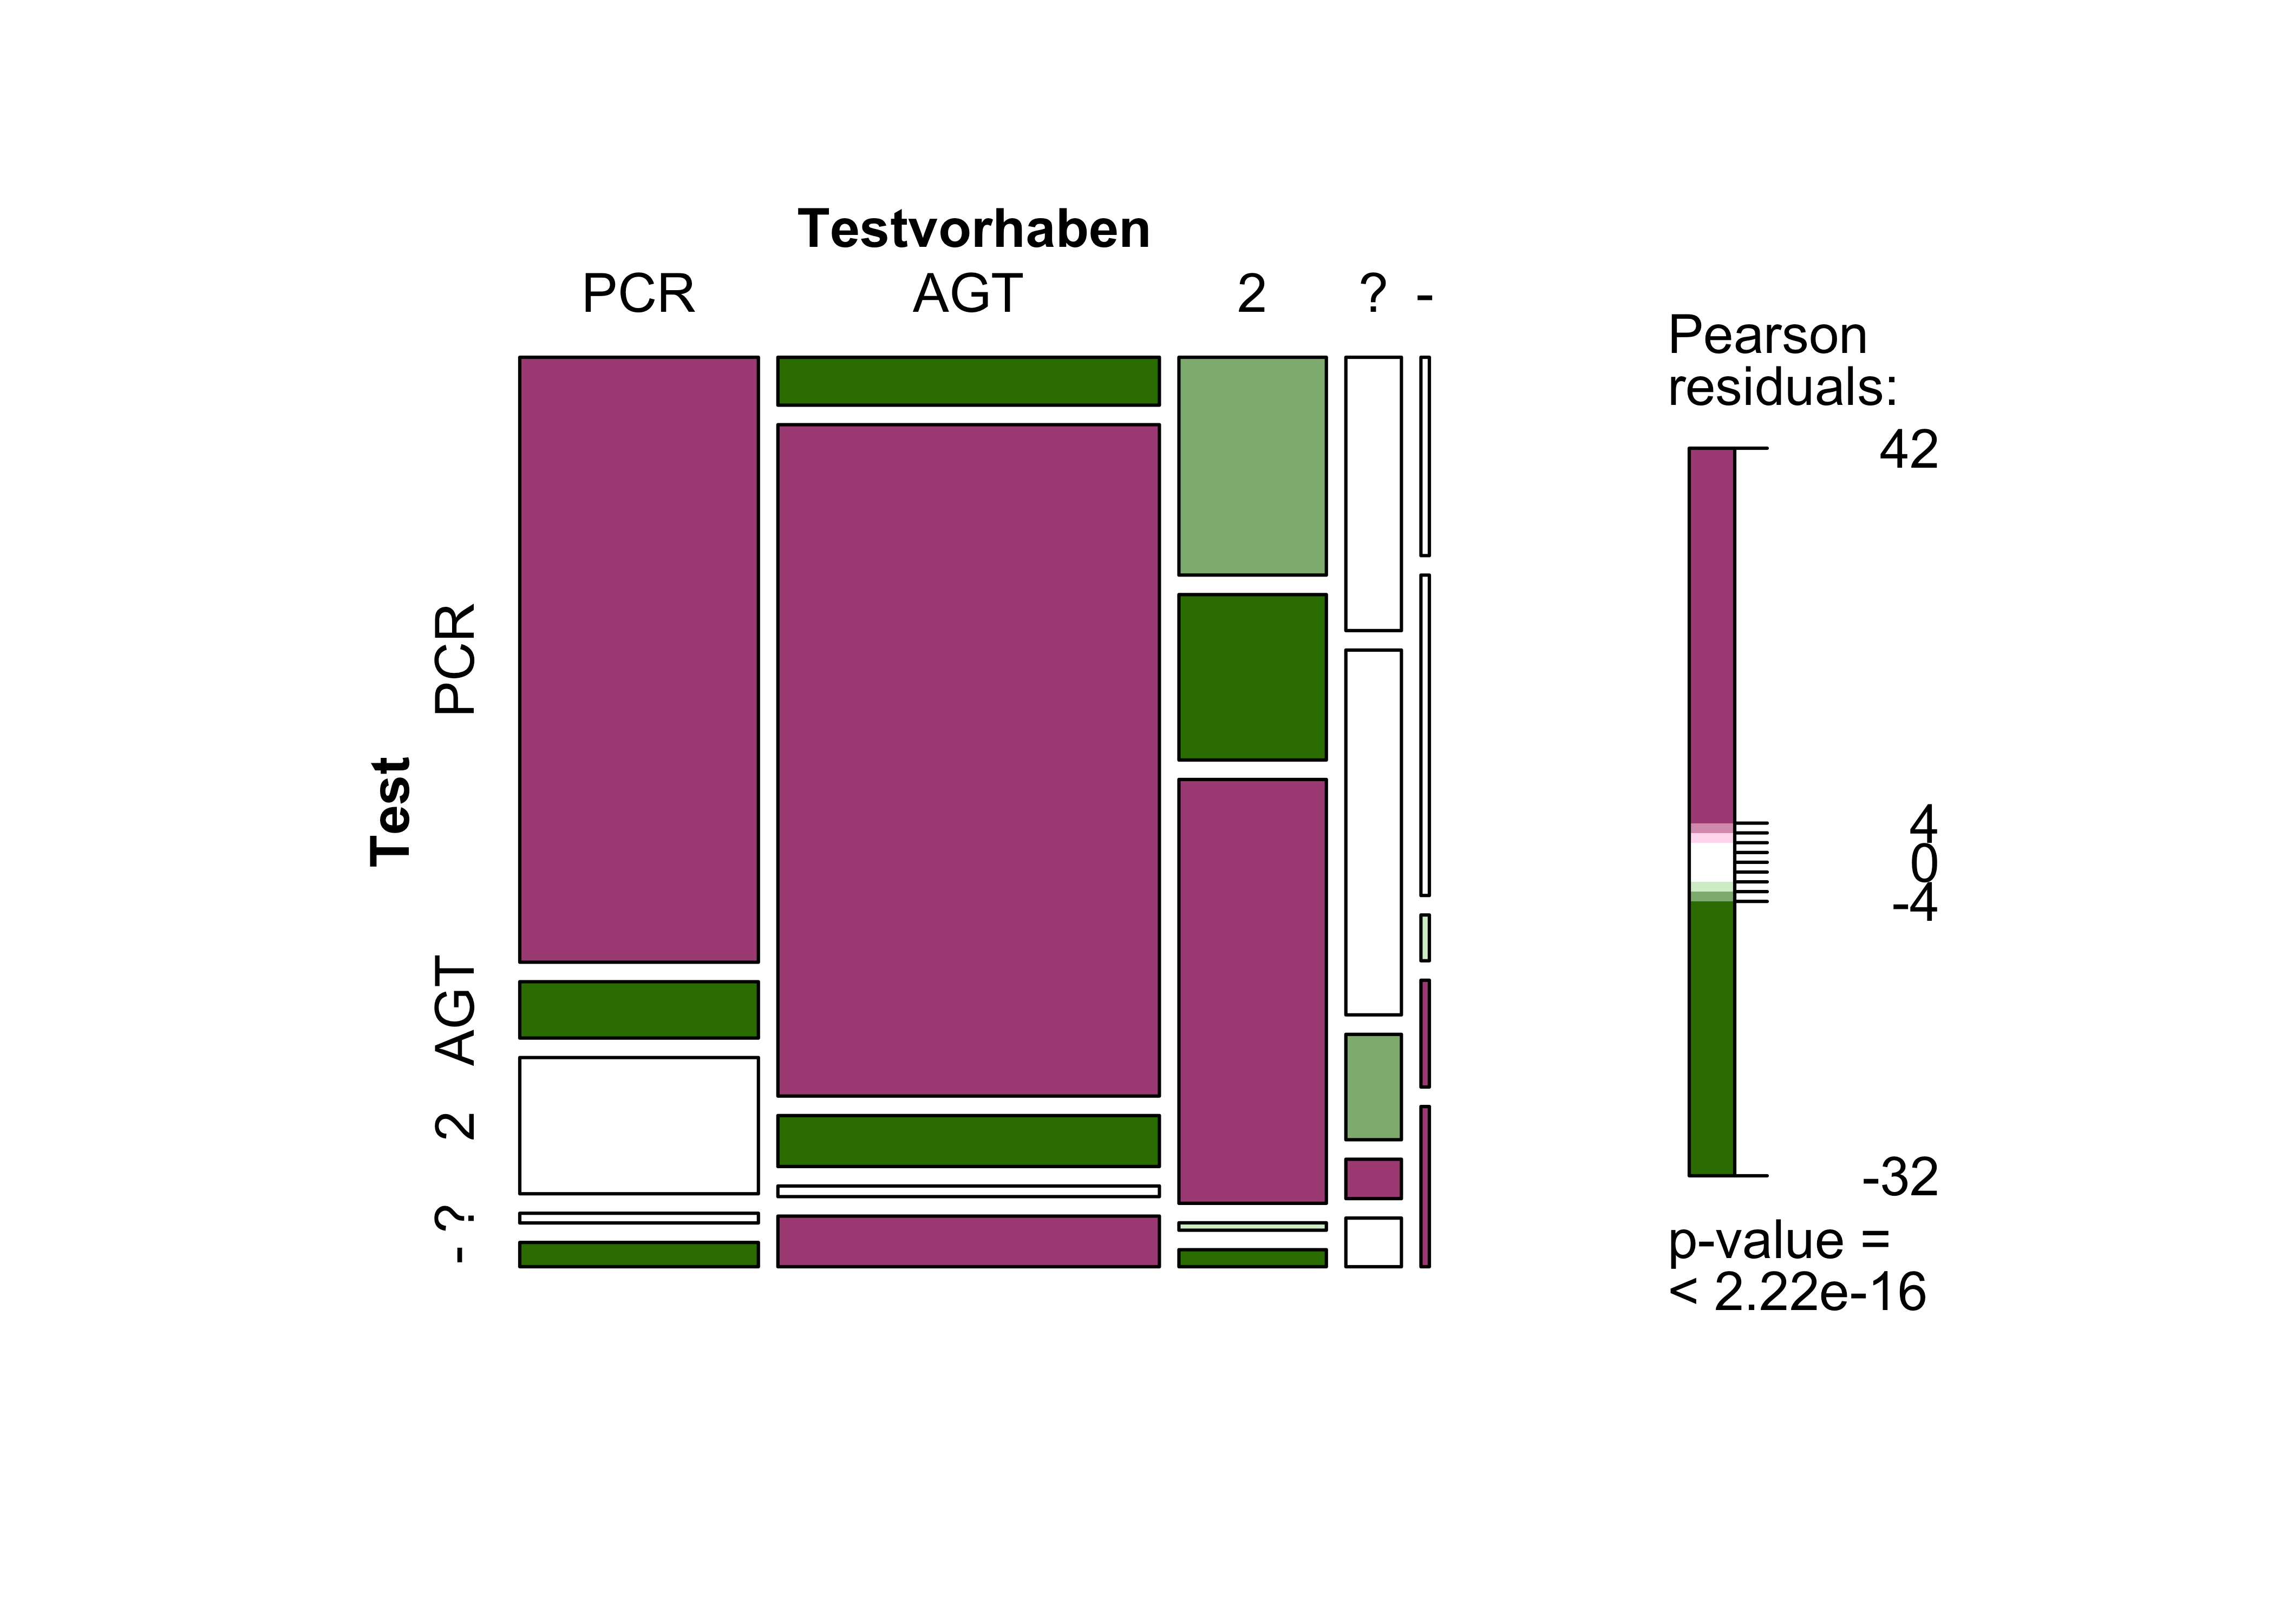 Testvorhaben
PCR AGT 2 ? -
Test
PCR
AGT
2
?
-
Pearson
residuals:
42
4
0
-4
-32
p-value =
< 2.22e-16